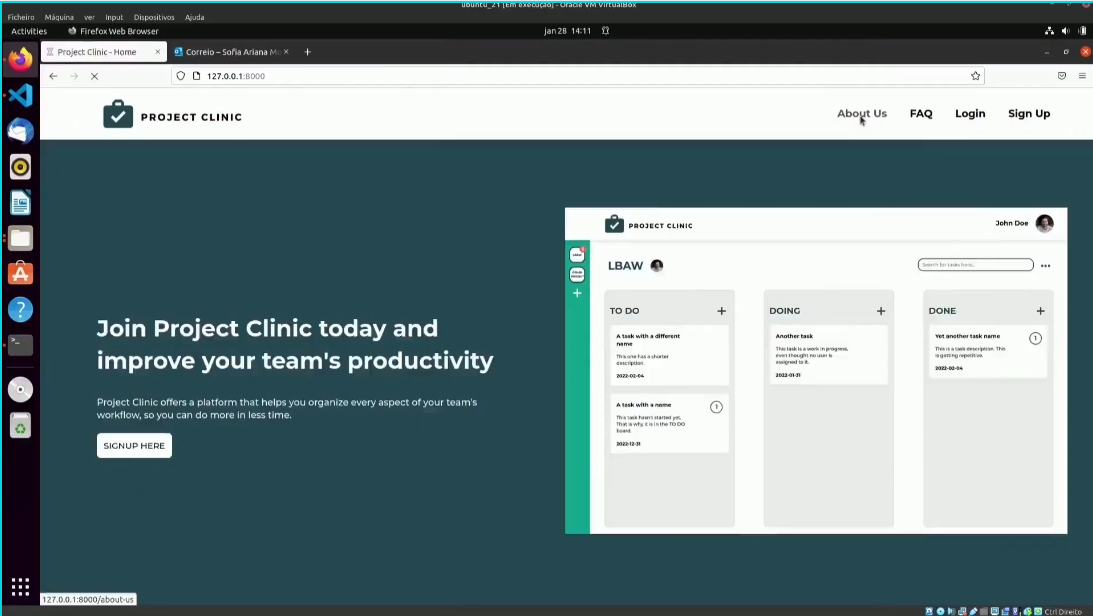 ubuntu_21 [Em execução] - Oracle VM VirtualBox
Ficheiro Máquina ver Input Dispositivos Ajuda
Activities Firefox Web Browser jan 28 14:11
Project Clinic - Home × Correio – Sofia Ariana Mo × +
127.0.0.1:8000
PROJECT CLINIC About Us FAQ Login Sign Up
Join Project Clinic today and
improve your team's productivity
Project Clinic offers a platform that helps you organize every aspect of your team's
workflow, so you can do more in less time.
SIGNUP HERE
PROJECT CLINIC John Doe
LBAW Search for tasks here...
TO DO +
A task with a different
name
This one has a shorter
description.
2022-02-04
A task with a name 1
This task hasn't started yet.
That is why, it is in the TO DO
board.
2022-12-31
DOING +
Another task
This task is a work in progress,
even thought no user is
assigned to it.
2022-01-31
DONE +
Yet another task name 1
This is a task description. This
is getting repetitive.
2022-02-04
127.0.0.1:8000/about-us
Ctrl Direito